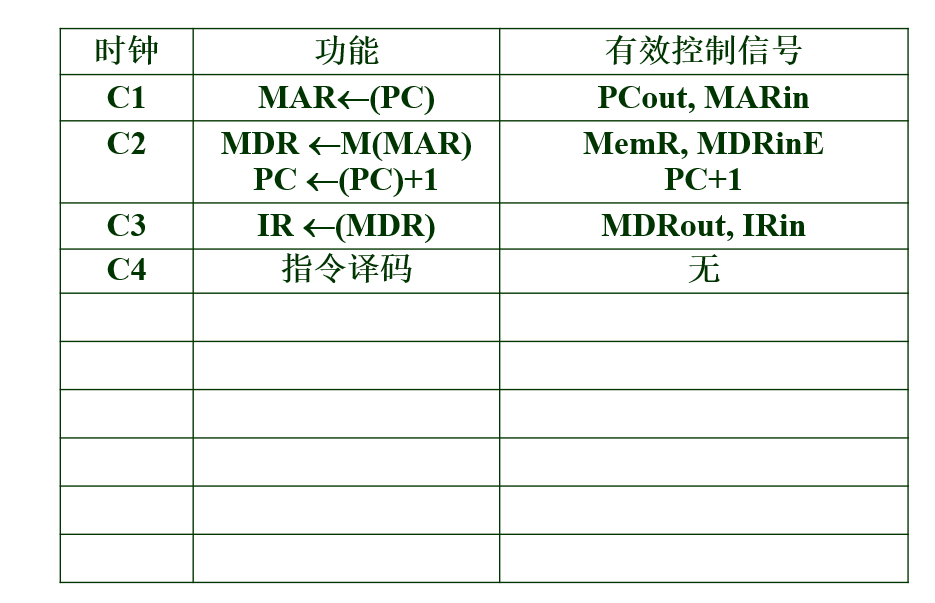 时钟 功能 有效控制信号
C1 MAR←(PC) PCout, MARin
C2 MDR ←M(MAR) MemR, MDRinE
PC ←(PC)+1 PC+1
C3 IR ←(MDR) MDRout, IRin
C4 指令译码 无